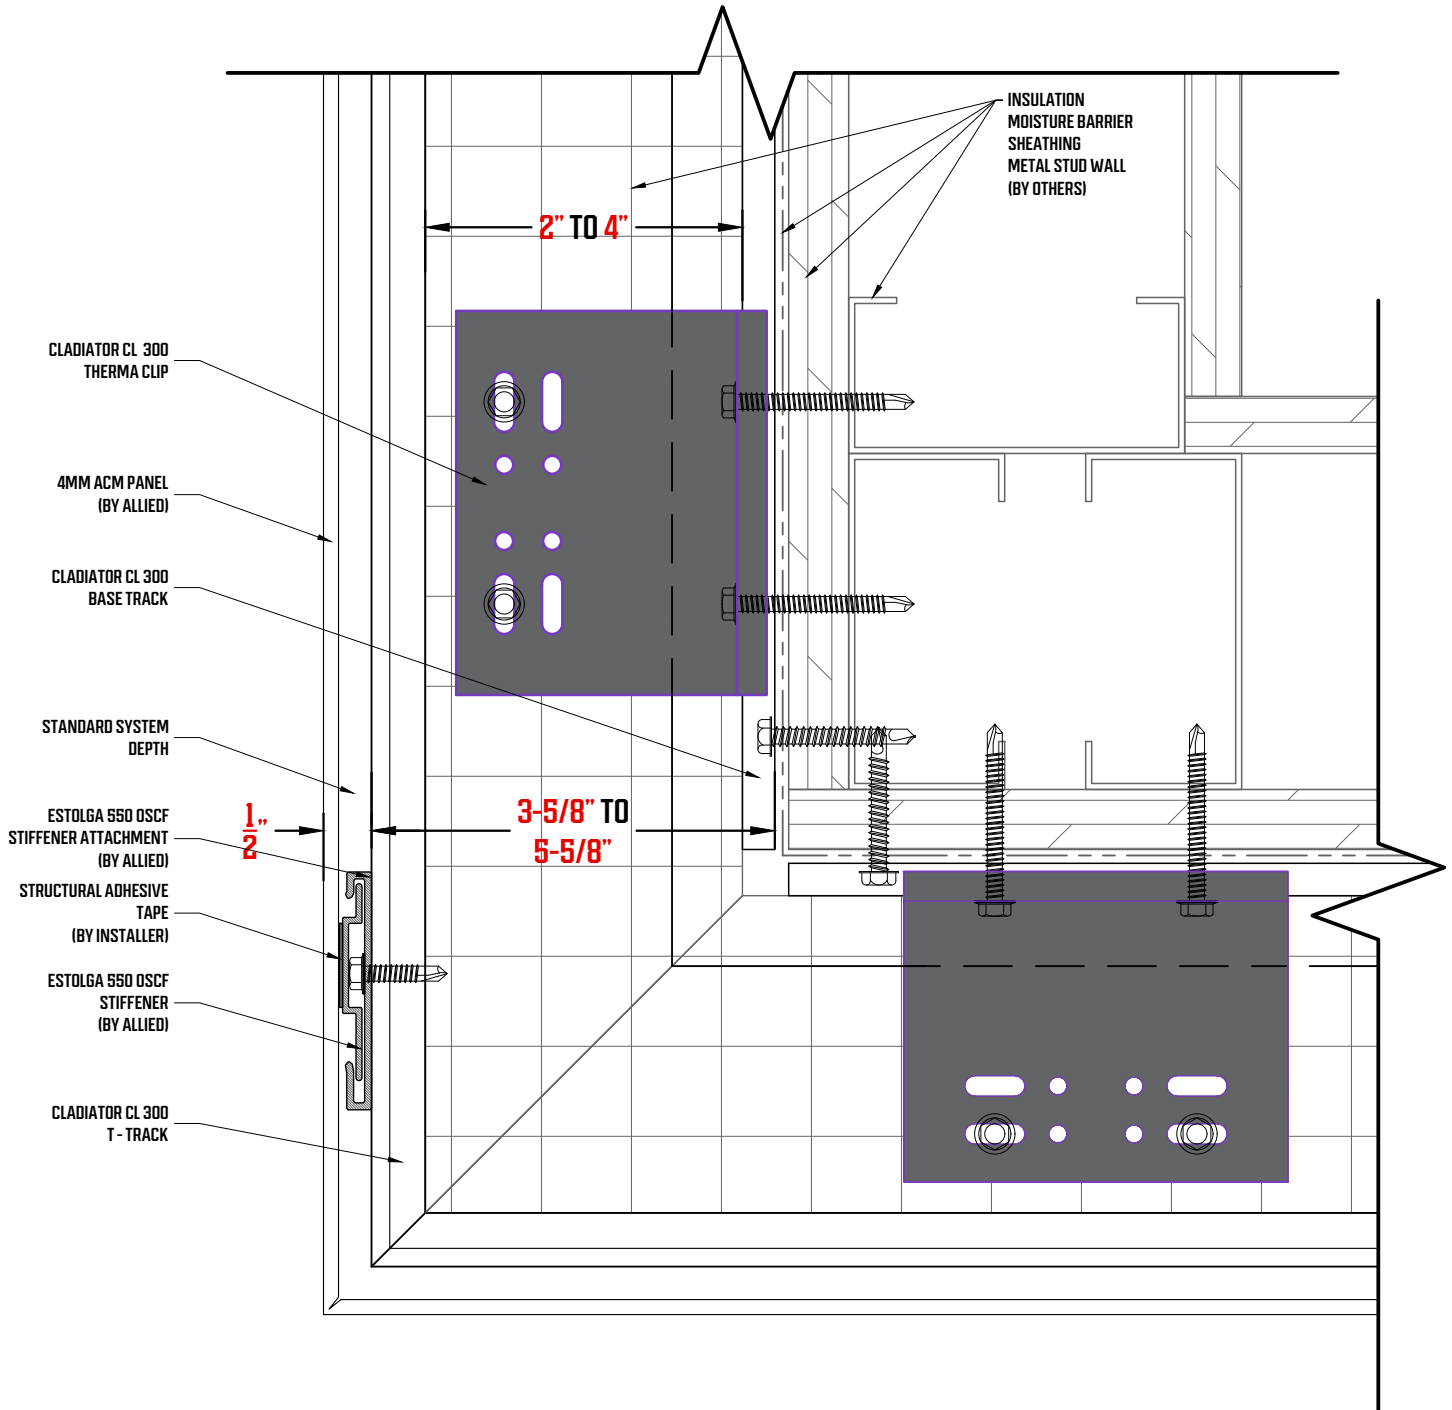 INSULATION
MOISTURE BARRIER
SHEATHING
METAL STUD WALL
(BY OTHERS)
2” TO 4”
CLADIATOR CL 300
THERMA CLIP
4MM ACM PANEL
(BY ALLIED)
CLADIATOR CL 300
BASE TRACK
STANDARD SYSTEM
DEPTH
1/2”
3-5/8” TO
5-5/8”
ESTOLGA 550 OSCF
STIFFENER ATTACHMENT
(BY ALLIED)
STRUCTURAL ADHESIVE
TAPE
(BY INSTALLER)
ESTOLGA 550 OSCF
STIFFENER
(BY ALLIED)
CLADIATOR CL 300
T - TRACK